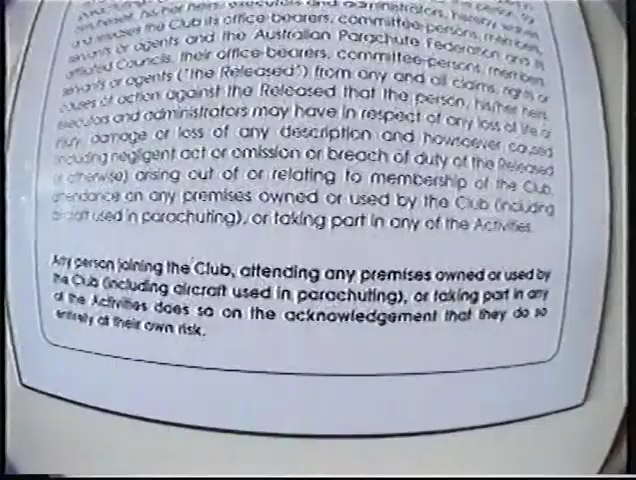 his/her heirs, executors and administrators, hereby waives
and releases the Club its office-bearers, committee-persons, members,
servants or agents and the Australian Parachute Federation and its
affiliated Councils, their office-bearers, committee-persons, members,
servants or agents ("the Released") from any and all claims, rights or
causes of action against the Released that the person, his/her heirs,
executors and administrators may have in respect of any loss of life or
injury, damage or loss of any description and howsoever caused
(including negligent act or omission or breach of duty of the Released
or otherwise) arising out of or relating to membership of the Club,
attendance on any premises owned or used by the Club (including
aircraft used in parachuting), or taking part in any of the Activities.
Any person joining the Club, attending any premises owned or used by
the Club (including aircraft used in parachuting), or taking part in any
of the Activities does so on the acknowledgement that they do so
entirely at their own risk.